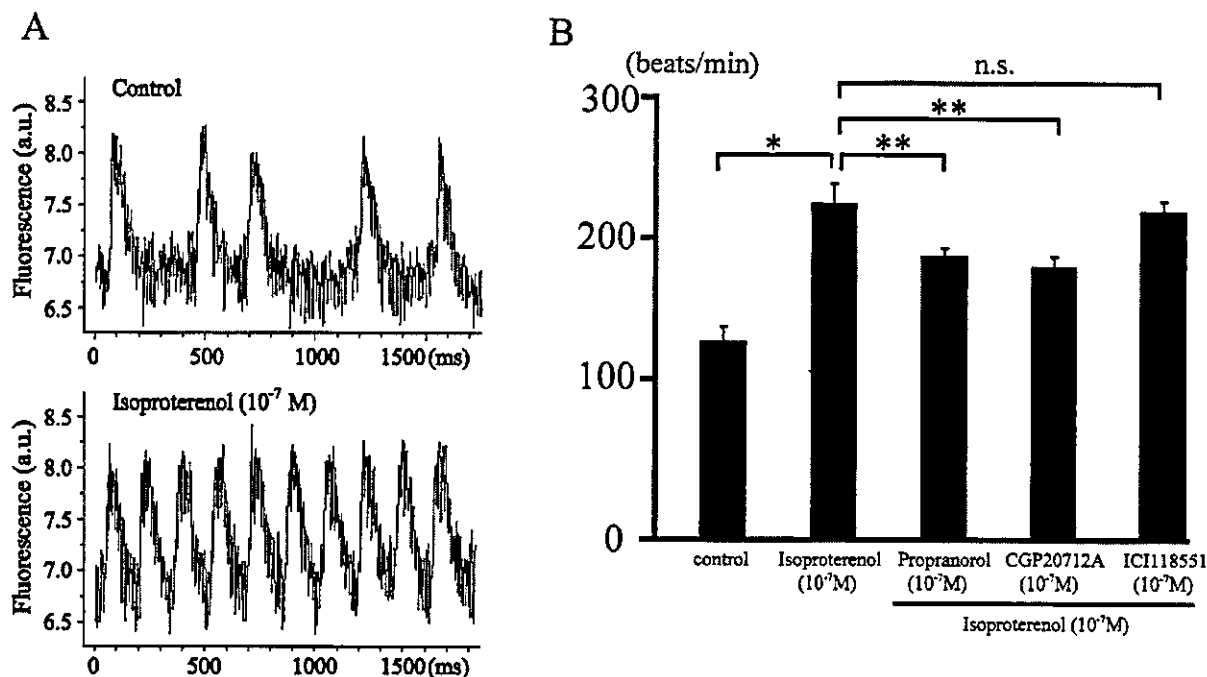 A
Control
Fluorescence (a.u.)
8.5
8.0
7.5
7.0
6.5
0 500 1000 1500 (ms)
Isoproterenol (10⁻⁷ M)
Fluorescence (a.u.)
8.5
8.0
7.5
7.0
6.5
0 500 1000 1500 (ms)
B
(beats/min)
n.s.
**
* **
300
200
100
0
control Isoproterenol Propranorol CGP20712A ICI118551
(10⁻⁷M) (10⁻⁷M) (10⁻⁷M) (10⁻⁷M)
Isoproterenol (10⁻⁷M)